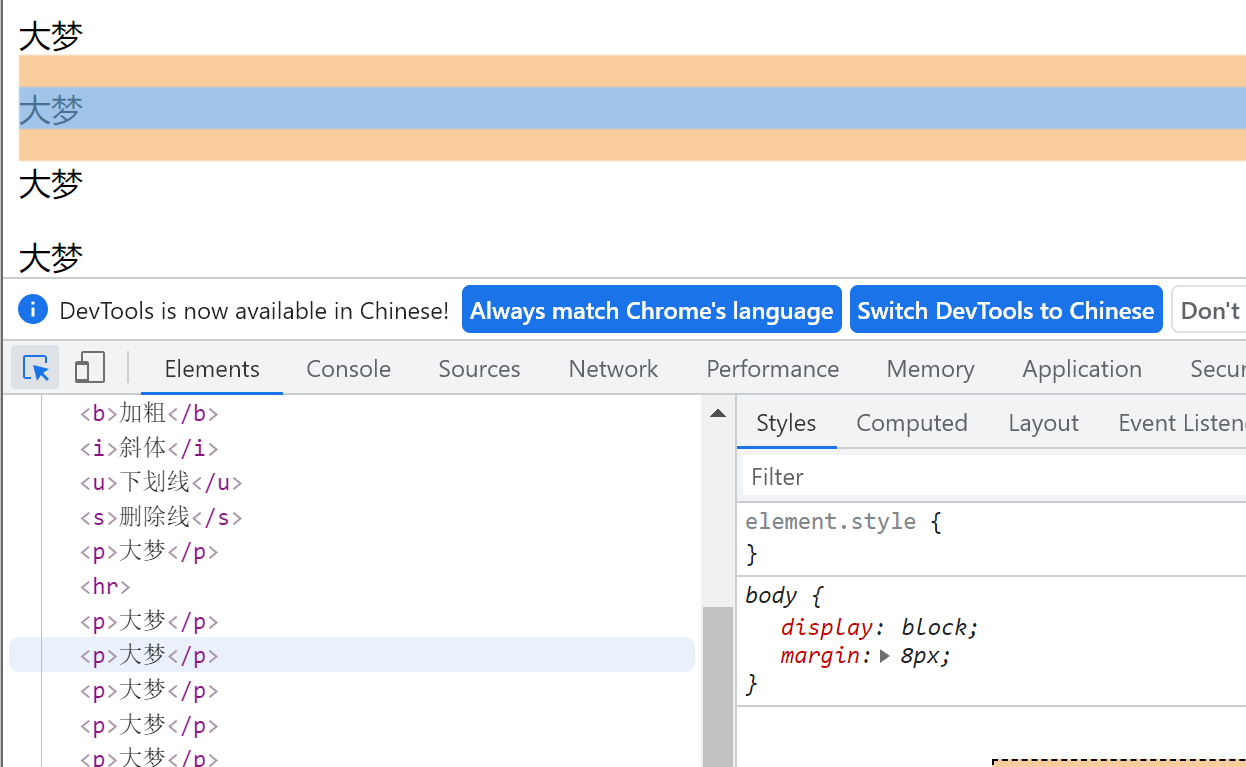 大梦
大梦
大梦
大梦
DevTools is now available in Chinese! Always match Chrome's language Switch DevTools to Chinese Don't
Elements Console Sources Network Performance Memory Application Secur
<b>加粗</b>
<i>斜体</i>
<u>下划线</u>
<s>删除线</s>
<p>大梦</p>
<hr>
<p>大梦</p>
<p>大梦</p>
<p>大梦</p>
<p>大梦</p>
<p>大梦</p>
Styles Computed Layout Event Listen
Filter
element.style {
}
body {
display: block;
margin: 8px;
}